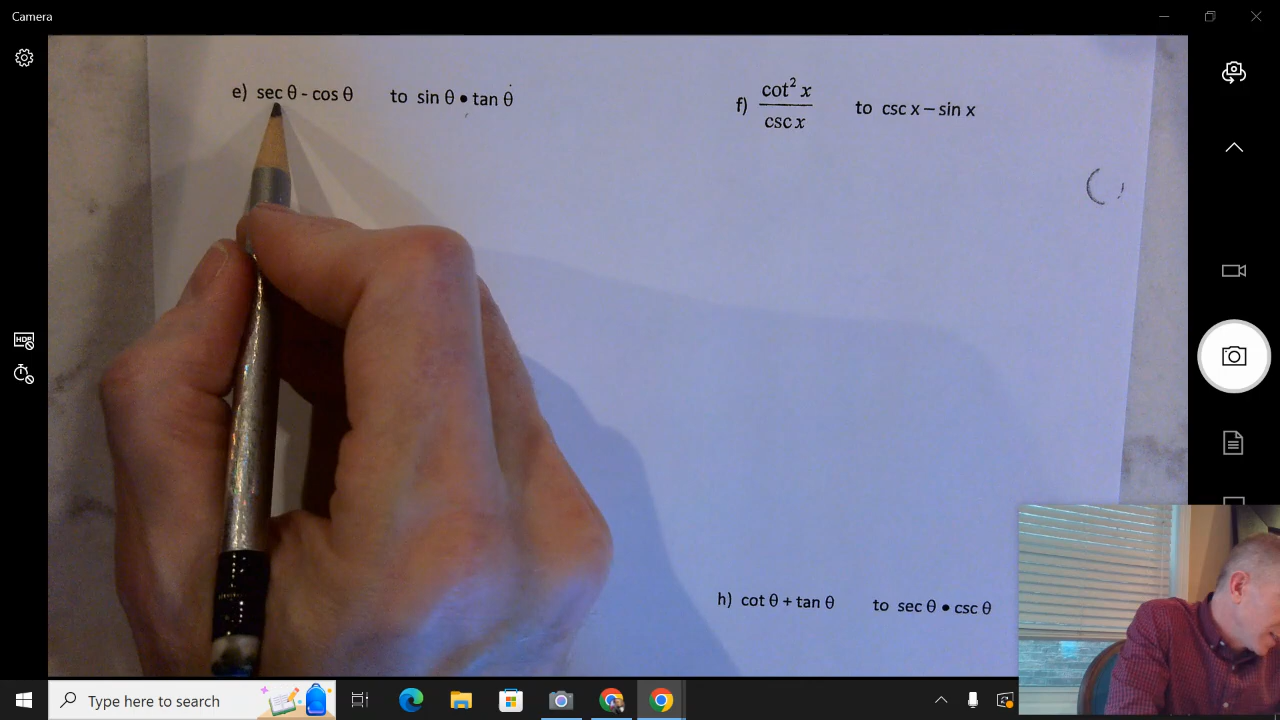 Camera
e) sec θ - cos θ to sin θ • tan θ
f) cot² x / csc x to csc x – sin x
h) cot θ + tan θ to sec θ • csc θ
Type here to search